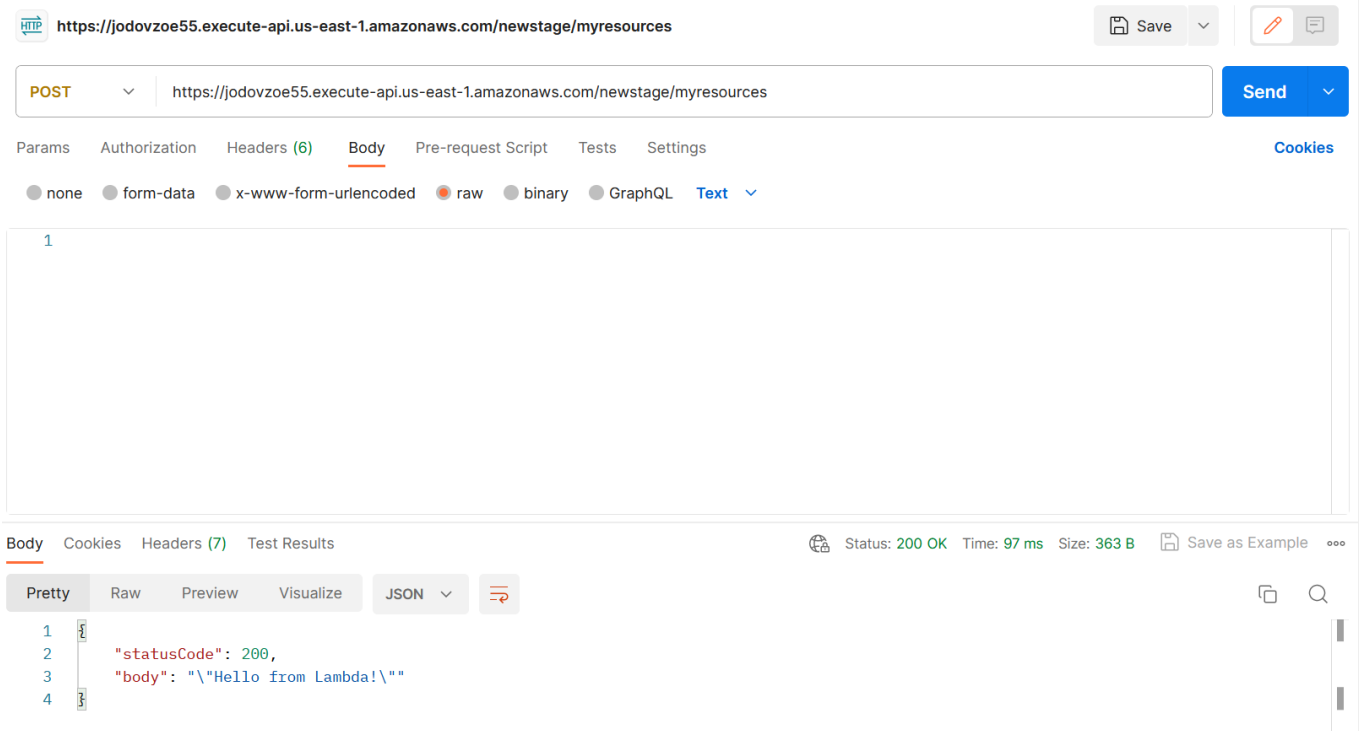 HTTP https://jodovzoe55.execute-api.us-east-1.amazonaws.com/newstage/myresources Save
POST https://jodovzoe55.execute-api.us-east-1.amazonaws.com/newstage/myresources Send
Params Authorization Headers (6) Body Pre-request Script Tests Settings Cookies
none form-data x-www-form-urlencoded raw binary GraphQL Text
1
Body Cookies Headers (7) Test Results Status: 200 OK Time: 97 ms Size: 363 B Save as Example
Pretty Raw Preview Visualize JSON
1 {
2 "statusCode": 200,
3 "body": "\"Hello from Lambda!\""
4 }